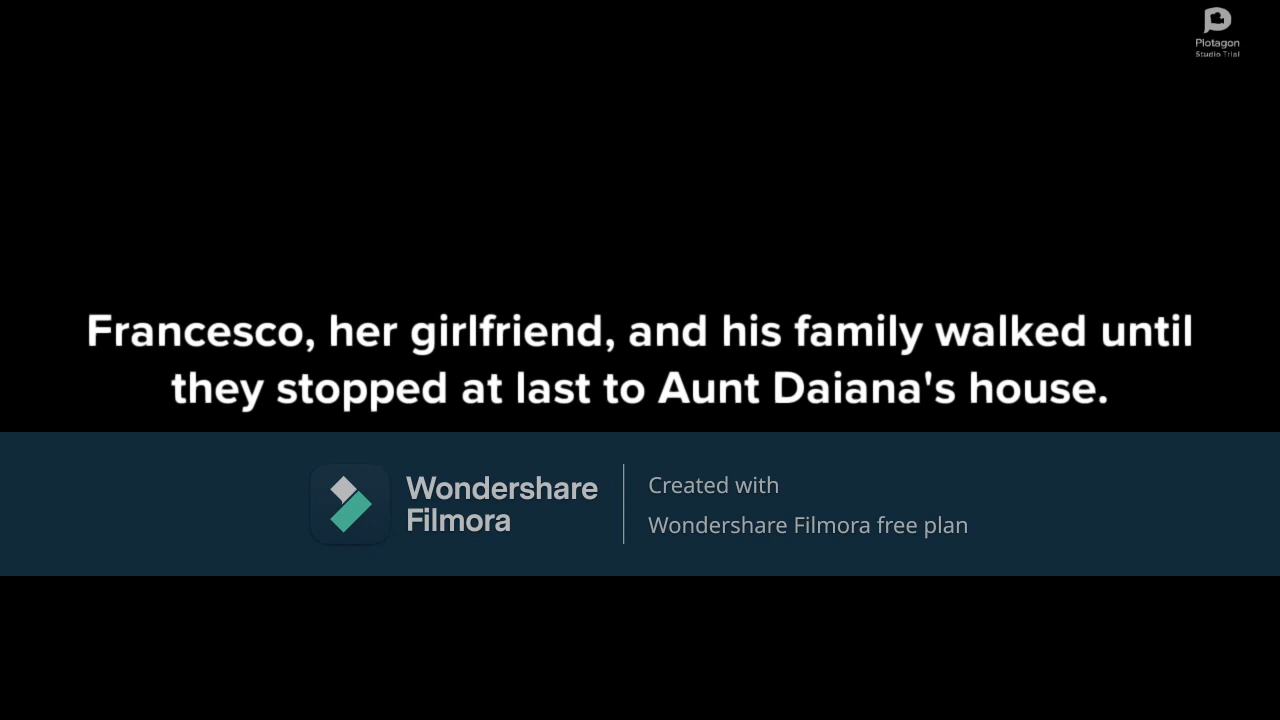 Plotagon
Studio Trial
Francesco, her girlfriend, and his family walked until
they stopped at last to Aunt Daiana's house.
Wondershare
Filmora
Created with
Wondershare Filmora free plan